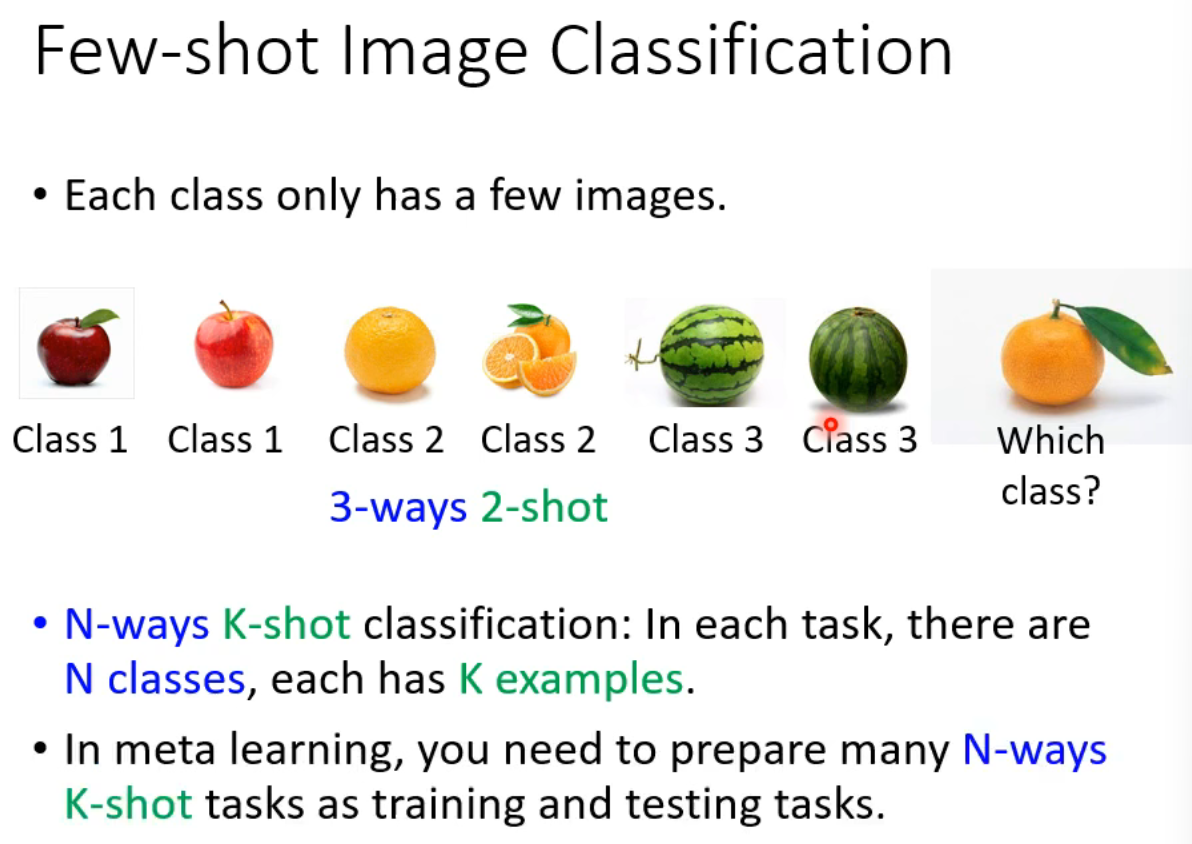 Few-shot Image Classification
• Each class only has a few images.
Class 1 Class 1 Class 2 Class 2 Class 3 Class 3 Which
class?
3-ways 2-shot
• N-ways K-shot classification: In each task, there are
N classes, each has K examples.
• In meta learning, you need to prepare many N-ways
K-shot tasks as training and testing tasks.